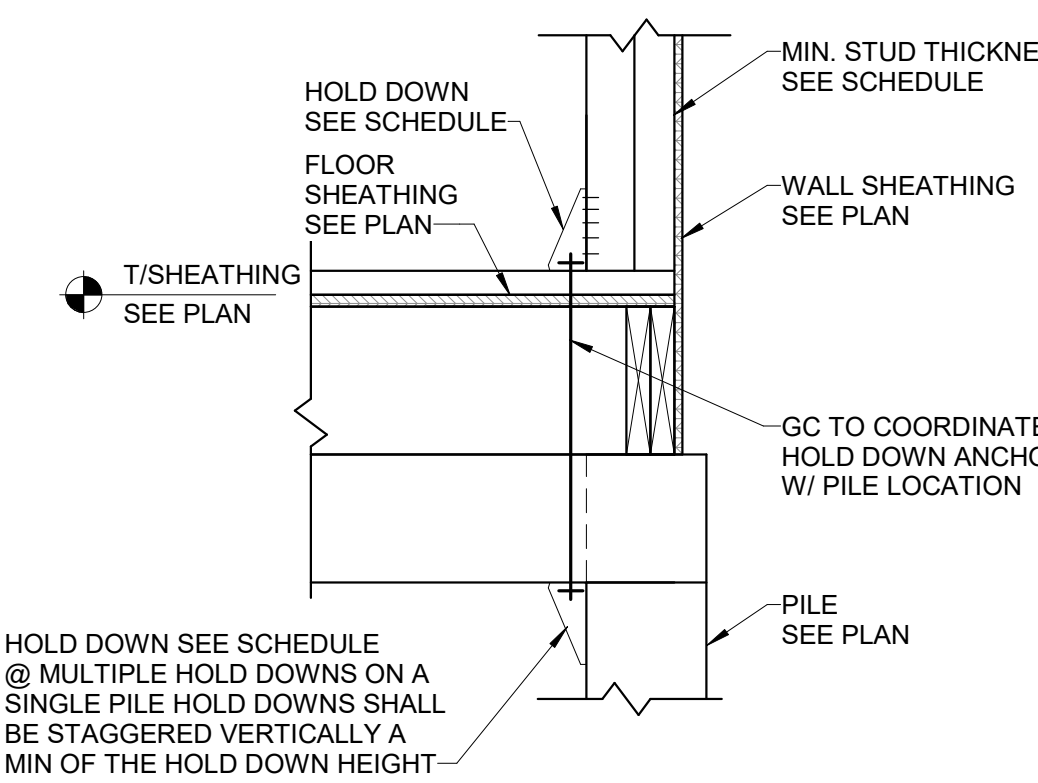 MIN. STUD THICKNE
SEE SCHEDULE
HOLD DOWN
SEE SCHEDULE
FLOOR
SHEATHING
SEE PLAN
WALL SHEATHING
SEE PLAN
T/SHEATHING
SEE PLAN
GC TO COORDINATE
HOLD DOWN ANCHO
W/ PILE LOCATION
PILE
SEE PLAN
HOLD DOWN SEE SCHEDULE
@ MULTIPLE HOLD DOWNS ON A
SINGLE PILE HOLD DOWNS SHALL
BE STAGGERED VERTICALLY A
MIN OF THE HOLD DOWN HEIGHT